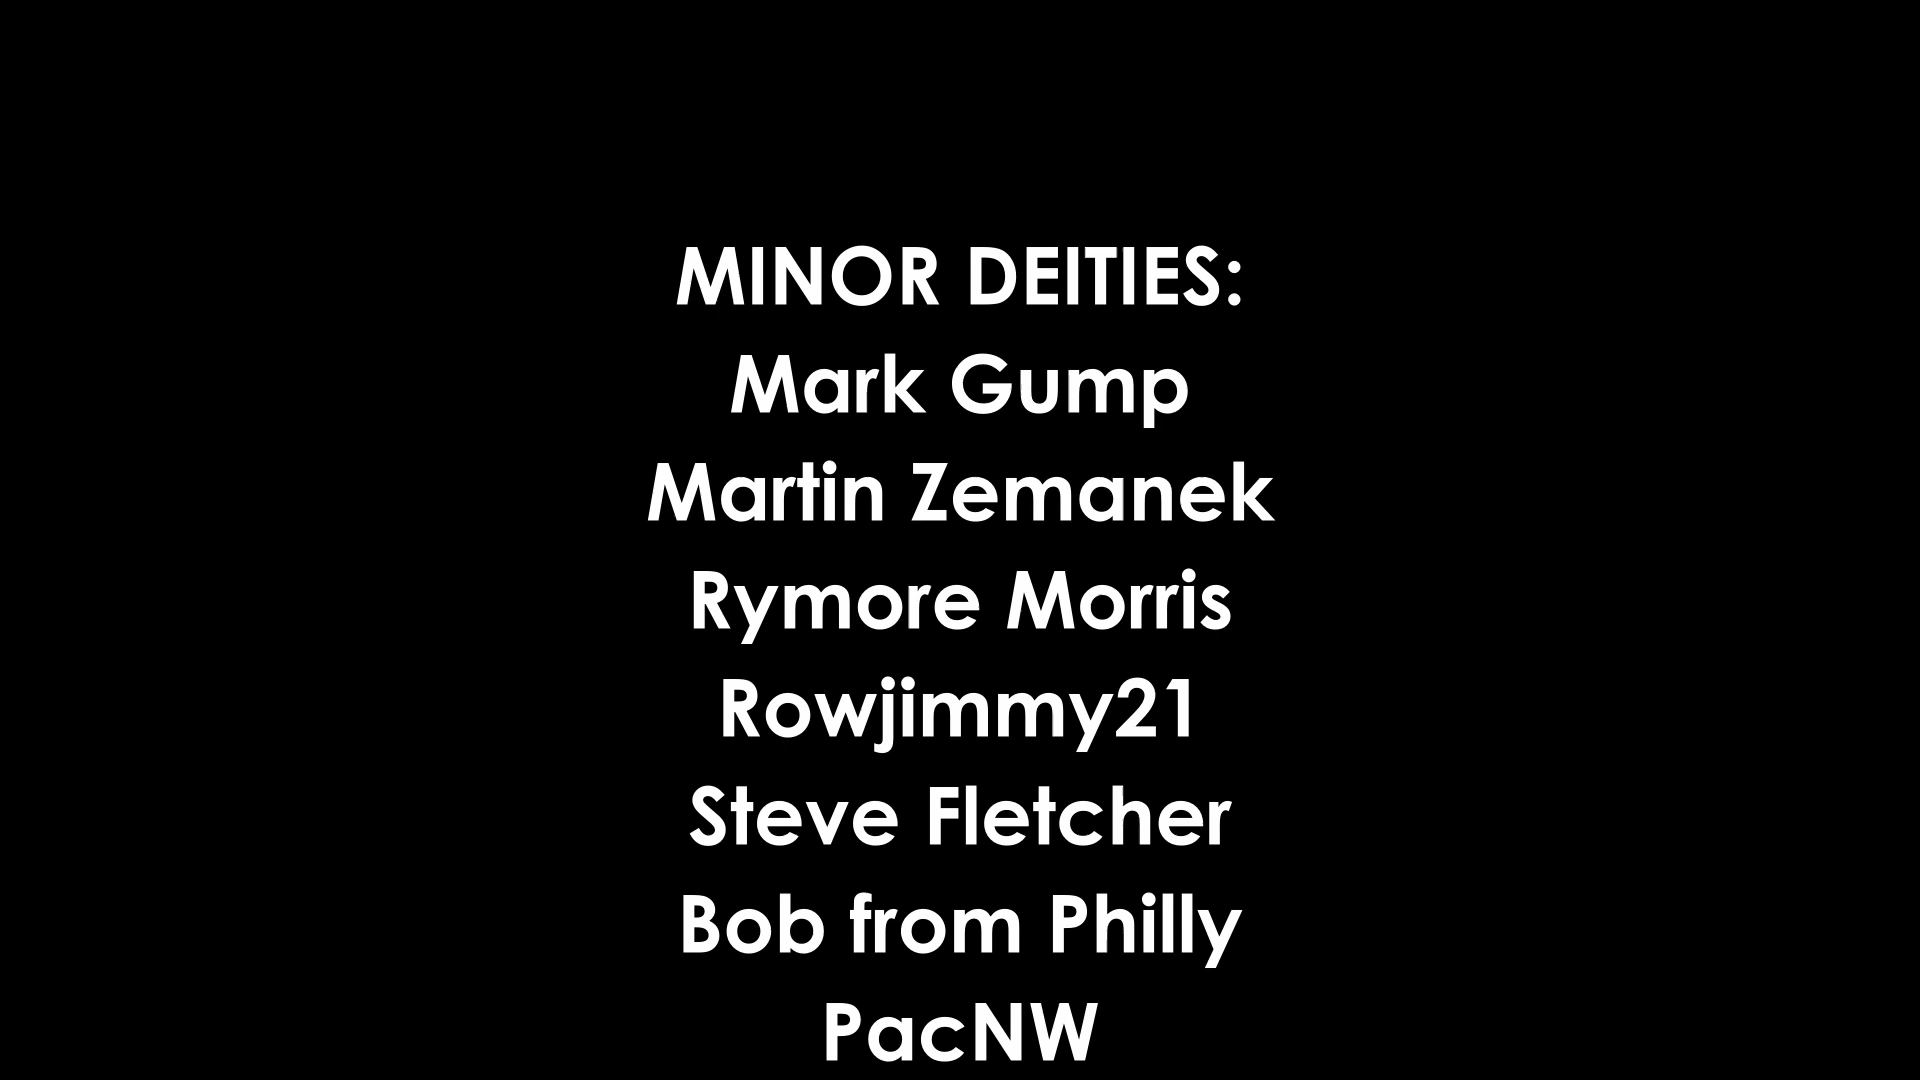 MINOR DEITIES:
Mark Gump
Martin Zemanek
Rymore Morris
Rowjimmy21
Steve Fletcher
Bob from Philly
PacNW